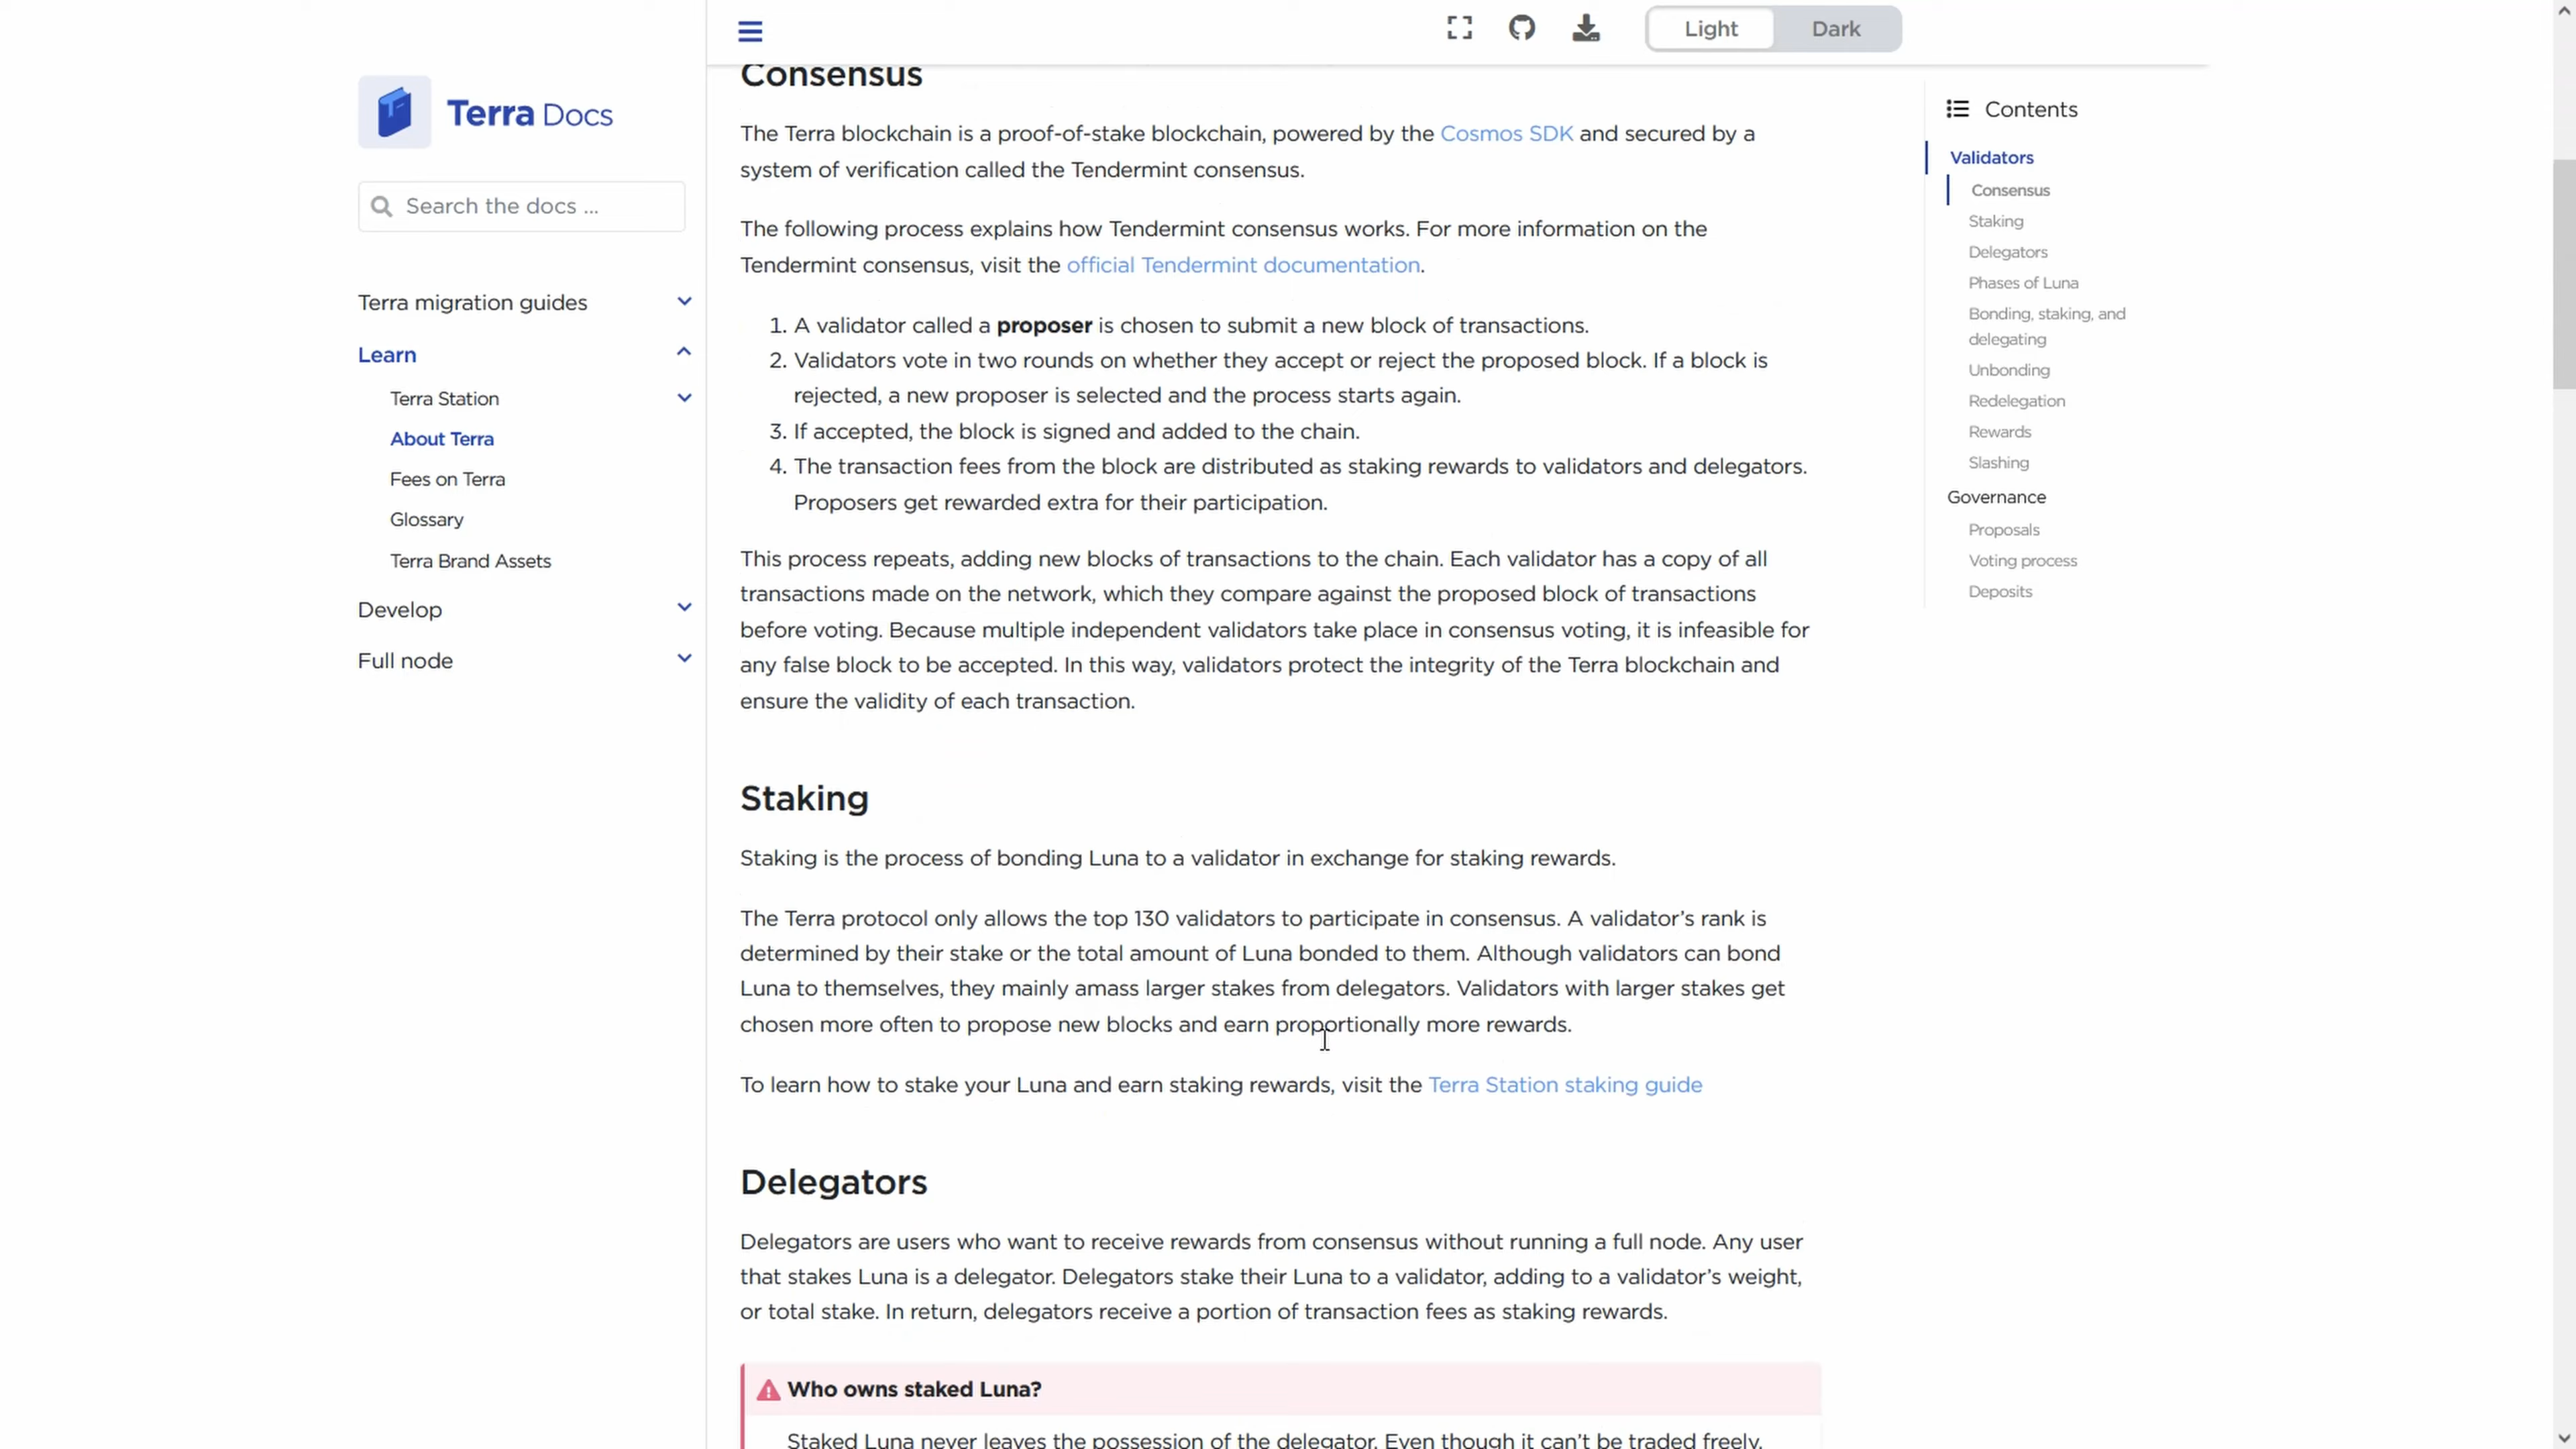 Light
Dark
Terra Docs
Search the docs ...
Terra migration guides
Learn
Terra Station
About Terra
Fees on Terra
Glossary
Terra Brand Assets
Develop
Full node
Consensus
The Terra blockchain is a proof-of-stake blockchain, powered by the Cosmos SDK and secured by a
system of verification called the Tendermint consensus.
The following process explains how Tendermint consensus works. For more information on the
Tendermint consensus, visit the official Tendermint documentation.
1. A validator called a proposer is chosen to submit a new block of transactions.
2. Validators vote in two rounds on whether they accept or reject the proposed block. If a block is
rejected, a new proposer is selected and the process starts again.
3. If accepted, the block is signed and added to the chain.
4. The transaction fees from the block are distributed as staking rewards to validators and delegators.
Proposers get rewarded extra for their participation.
This process repeats, adding new blocks of transactions to the chain. Each validator has a copy of all
transactions made on the network, which they compare against the proposed block of transactions
before voting. Because multiple independent validators take place in consensus voting, it is infeasible for
any false block to be accepted. In this way, validators protect the integrity of the Terra blockchain and
ensure the validity of each transaction.
Staking
Staking is the process of bonding Luna to a validator in exchange for staking rewards.
The Terra protocol only allows the top 130 validators to participate in consensus. A validator's rank is
determined by their stake or the total amount of Luna bonded to them. Although validators can bond
Luna to themselves, they mainly amass larger stakes from delegators. Validators with larger stakes get
chosen more often to propose new blocks and earn proportionally more rewards.
To learn how to stake your Luna and earn staking rewards, visit the Terra Station staking guide
Delegators
Delegators are users who want to receive rewards from consensus without running a full node. Any user
that stakes Luna is a delegator. Delegators stake their Luna to a validator, adding to a validator's weight,
or total stake. In return, delegators receive a portion of transaction fees as staking rewards.
Who owns staked Luna?
Staked Luna never leaves the possession of the delegator. Even though it can't be traded freely,
Contents
Validators
Consensus
Staking
Delegators
Phases of Luna
Bonding, staking, and
delegating
Unbonding
Redelegation
Rewards
Slashing
Governance
Proposals
Voting process
Deposits